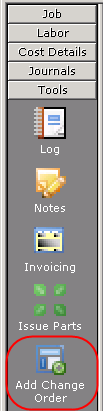 Job
Labor
Cost Details
Journals
Tools
Log
Notes
Invoicing
Issue Parts
Add Change
Order